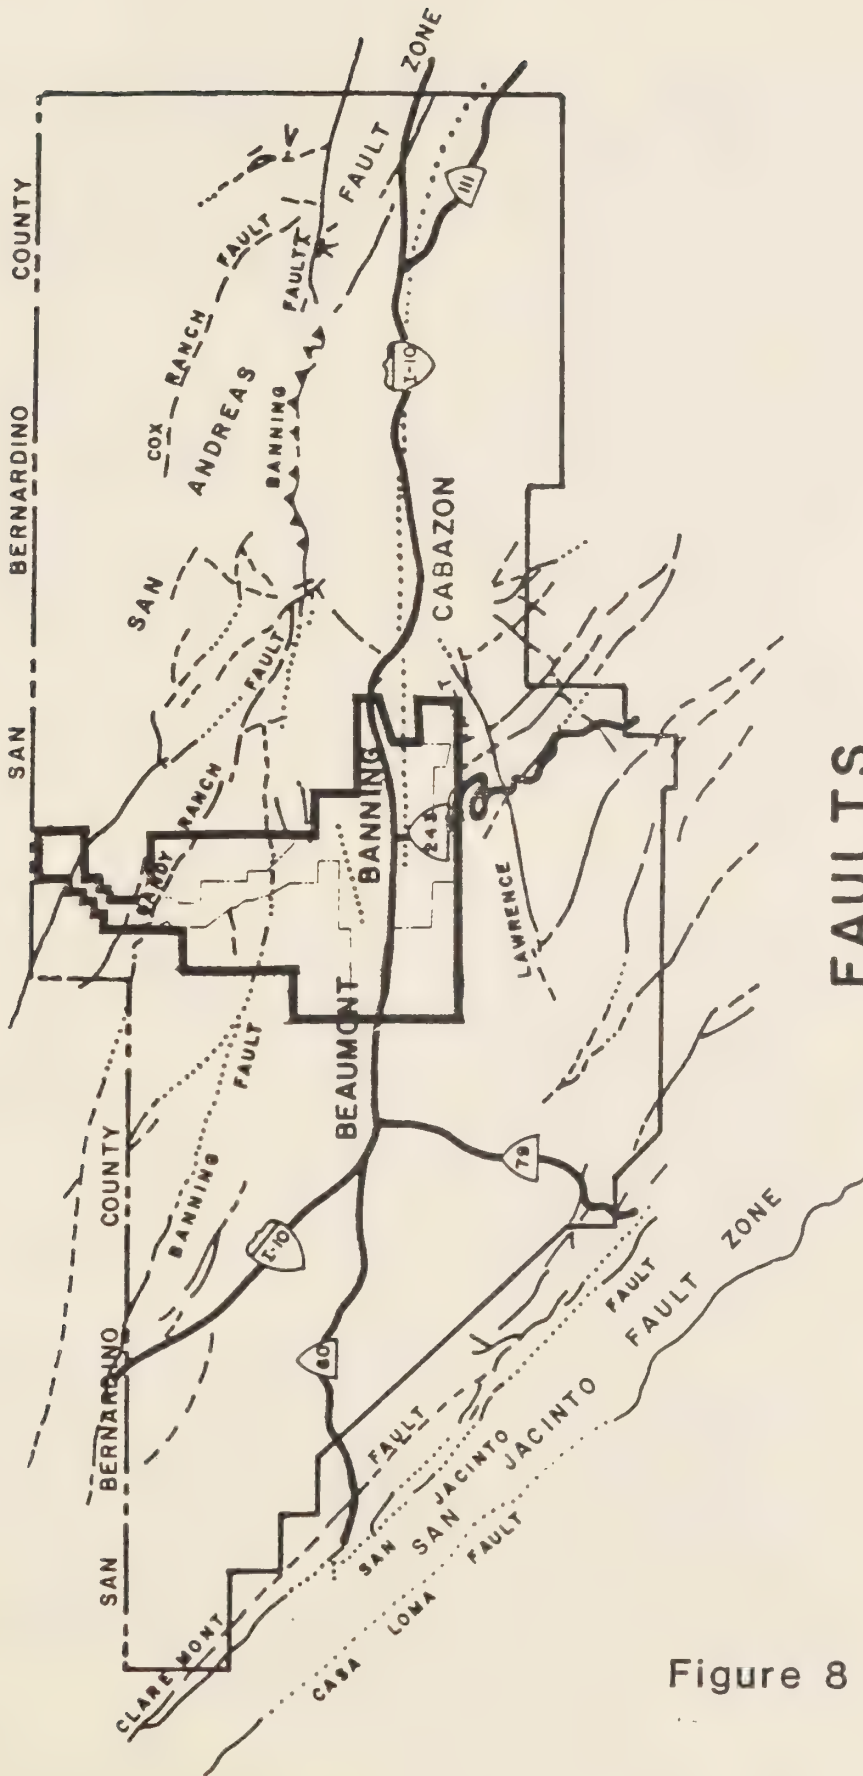 SAN BERNARDINO COUNTY
SAN BERNARDINO COUNTY
COX RANCH FAULT
SAN ANDREAS FAULT ZONE
BANNING FAULT
RANCH FAULT
BANNING FAULT
I-10
I-10
111
243
79
60
CABAZON
BANNING
BEAUMONT
LAWRENCE
CLAREMONT FAULT
SAN JACINTO FAULT
SAN JACINTO FAULT ZONE
CASA LOMA FAULT
FAULTS
Figure 8